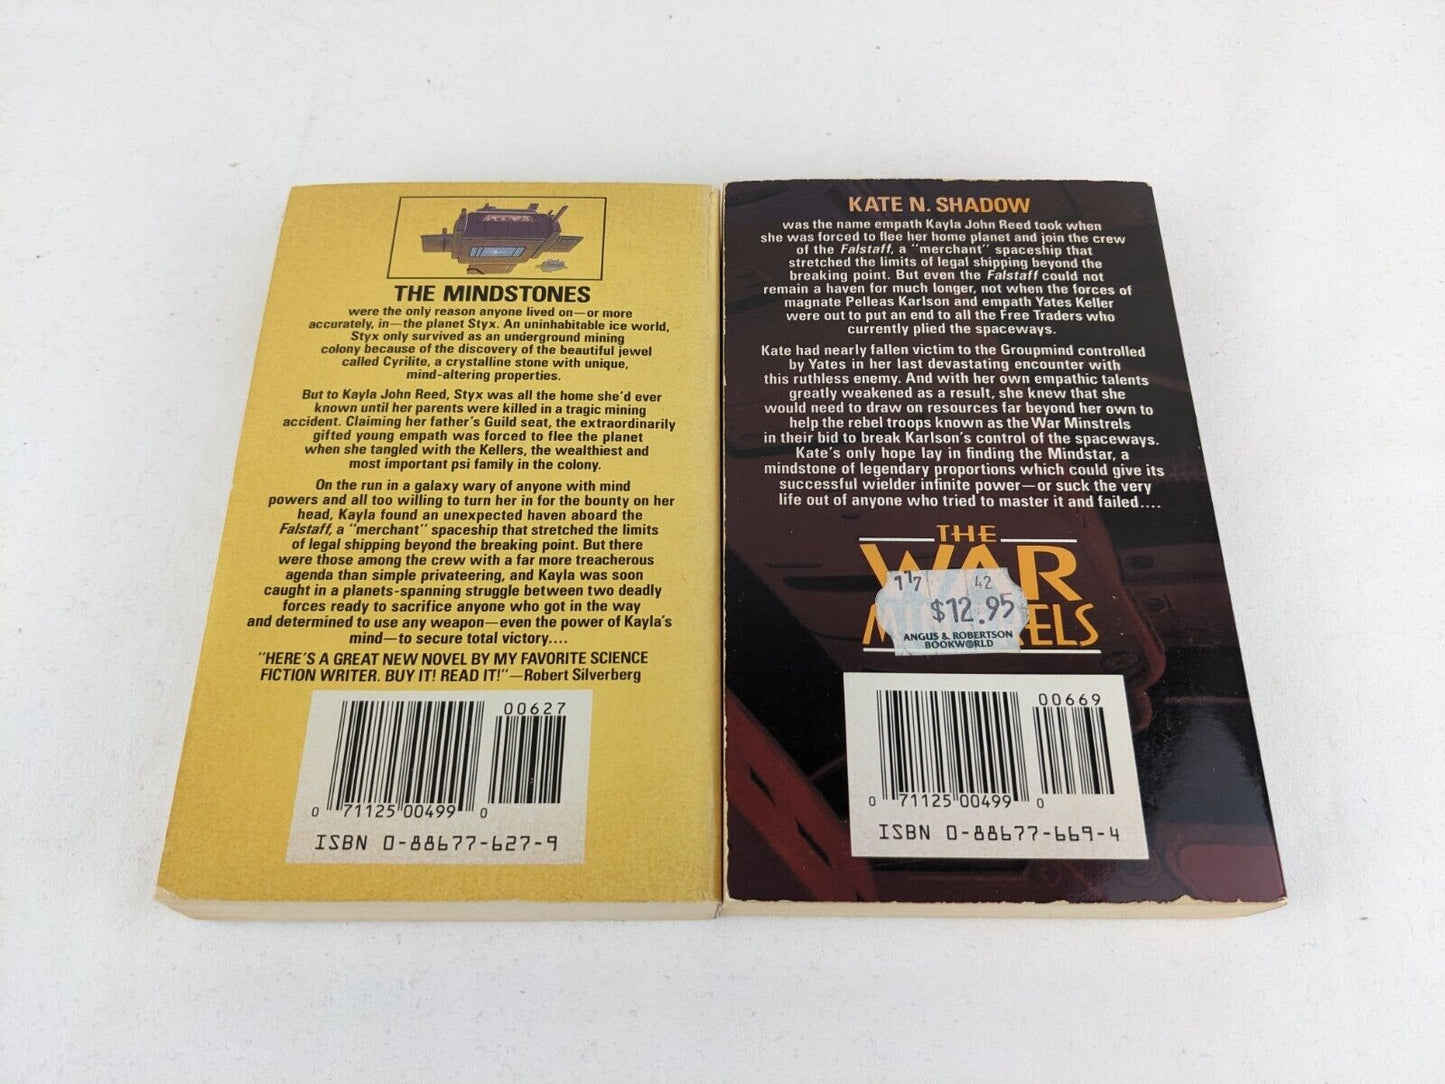 THE MINDSTONES
were the only reason anyone lived on—or more
accurately, in—the planet Styx. An uninhabitable ice world,
Styx only survived as an underground mining
colony because of the discovery of the beautiful jewel
called Cyrilite, a crystalline stone with unique,
mind-altering properties.
But to Kayla John Reed, Styx was all the home she'd ever
known until her parents were killed in a tragic mining
accident. Claiming her father's Guild seat, the extraordinarily
gifted young empath was forced to flee the planet
when she tangled with the Kellers, the wealthiest and
most important psi family in the colony.
On the run in a galaxy wary of anyone with mind
powers and all too willing to turn her in for the bounty on her
head, Kayla found an unexpected haven aboard the
Falstaff, a "merchant" spaceship that stretched the limits
of legal shipping beyond the breaking point. But there
were those among the crew with a far more treacherous
agenda than simple privateering, and Kayla was soon
caught in a planets-spanning struggle between two deadly
forces ready to sacrifice anyone who got in the way
and determined to use any weapon—even the power of Kayla's
mind—to secure total victory....
"HERE'S A GREAT NEW NOVEL BY MY FAVORITE SCIENCE
FICTION WRITER. BUY IT! READ IT!"—Robert Silverberg
00627
0 71125 00499 0
ISBN 0-88677-627-9
KATE N. SHADOW
was the name empath Kayla John Reed took when
she was forced to flee her home planet and join the crew
of the Falstaff, a "merchant" spaceship that
stretched the limits of legal shipping beyond the
breaking point. But even the Falstaff could not
remain a haven for much longer, not when the forces of
magnate Pelleas Karlson and empath Yates Keller
were out to put an end to all the Free Traders who
currently plied the spaceways.
Kate had nearly fallen victim to the Groupmind controlled
by Yates in her last devastating encounter with
this ruthless enemy. And with her own empathic talents
greatly weakened as a result, she knew that she
would need to draw on resources far beyond her own to
help the rebel troops known as the War Minstrels
in their bid to break Karlson's control of the spaceways.
Kate's only hope lay in finding the Mindstar, a
mindstone of legendary proportions which could give its
successful wielder infinite power—or suck the very
life out of anyone who tried to master it and failed....
THE
WAR
117 42
$12.95
ANGUS & ROBERTSON
BOOKWORLD
00669
0 71125 00499 0
ISBN 0-88677-669-4